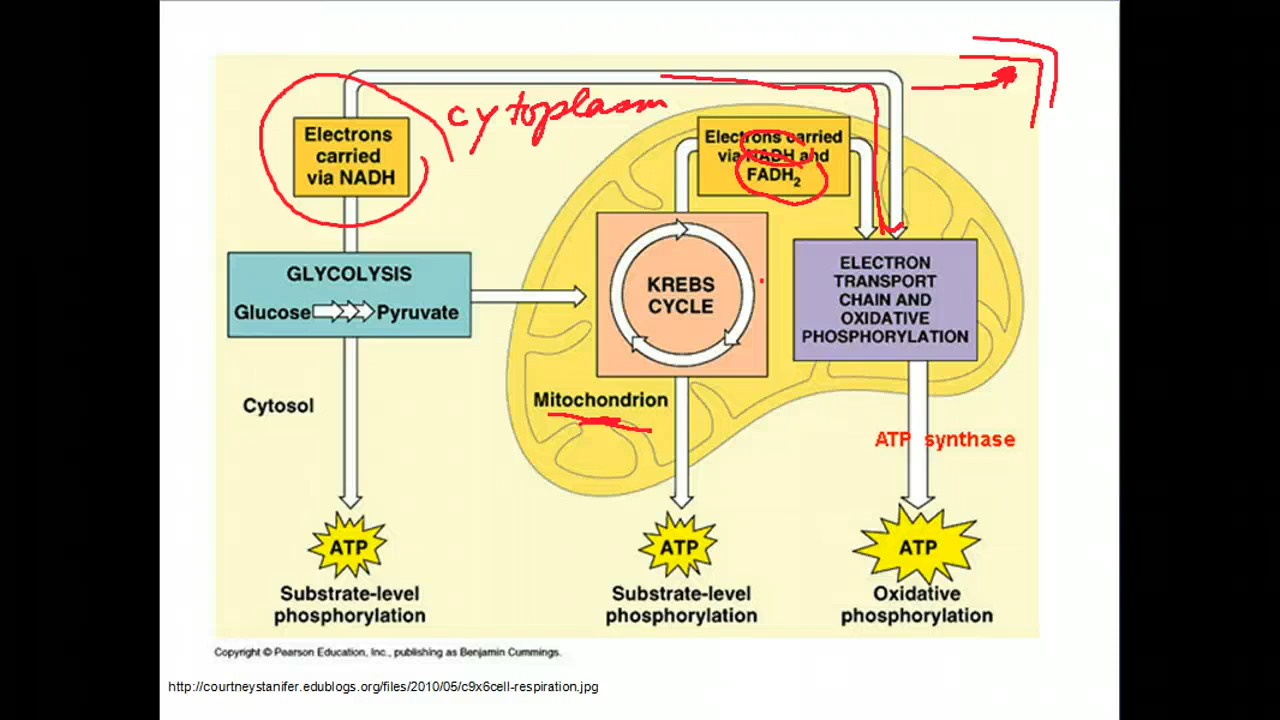 cytoplasm
Electrons
carried
via NADH
Electrons carried
via NADH and
FADH₂
GLYCOLYSIS
Glucose Pyruvate
KREBS
CYCLE
ELECTRON
TRANSPORT
CHAIN AND
OXIDATIVE
PHOSPHORYLATION
Mitochondrion
Cytosol
ATP synthase
ATP
Substrate-level
phosphorylation
ATP
Substrate-level
phosphorylation
ATP
Oxidative
phosphorylation
Copyright © Pearson Education, Inc., publishing as Benjamin Cummings.
http://courtneystanifer.edublogs.org/files/2010/05/c9x6cell-respiration.jpg